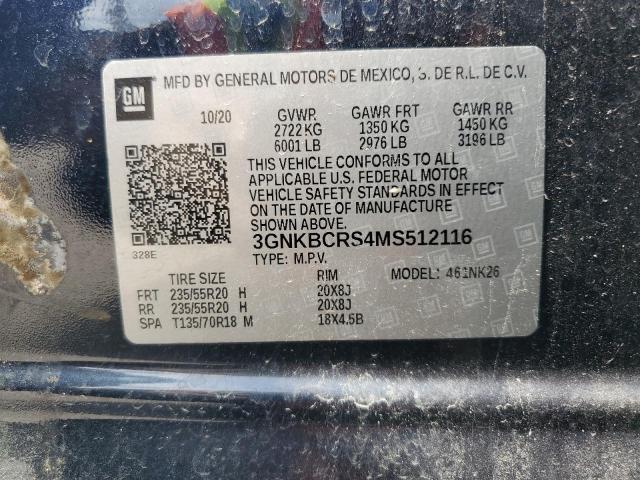 GM
MFD BY GENERAL MOTORS DE MEXICO, S. DE R.L. DE C.V.
10/20 GVWR GAWR FRT GAWR RR
2722 KG 1350 KG 1450 KG
6001 LB 2976 LB 3196 LB
THIS VEHICLE CONFORMS TO ALL
APPLICABLE U.S. FEDERAL MOTOR
VEHICLE SAFETY STANDARDS IN EFFECT
ON THE DATE OF MANUFACTURE
SHOWN ABOVE.
328E 3GNKBCRS4MS512116
TYPE: M.P.V. MODEL: 461NK26
TIRE SIZE RIM
FRT 235/55R20 H 20X8J
RR 235/55R20 H 20X8J
SPA T135/70R18 M 18X4.5B